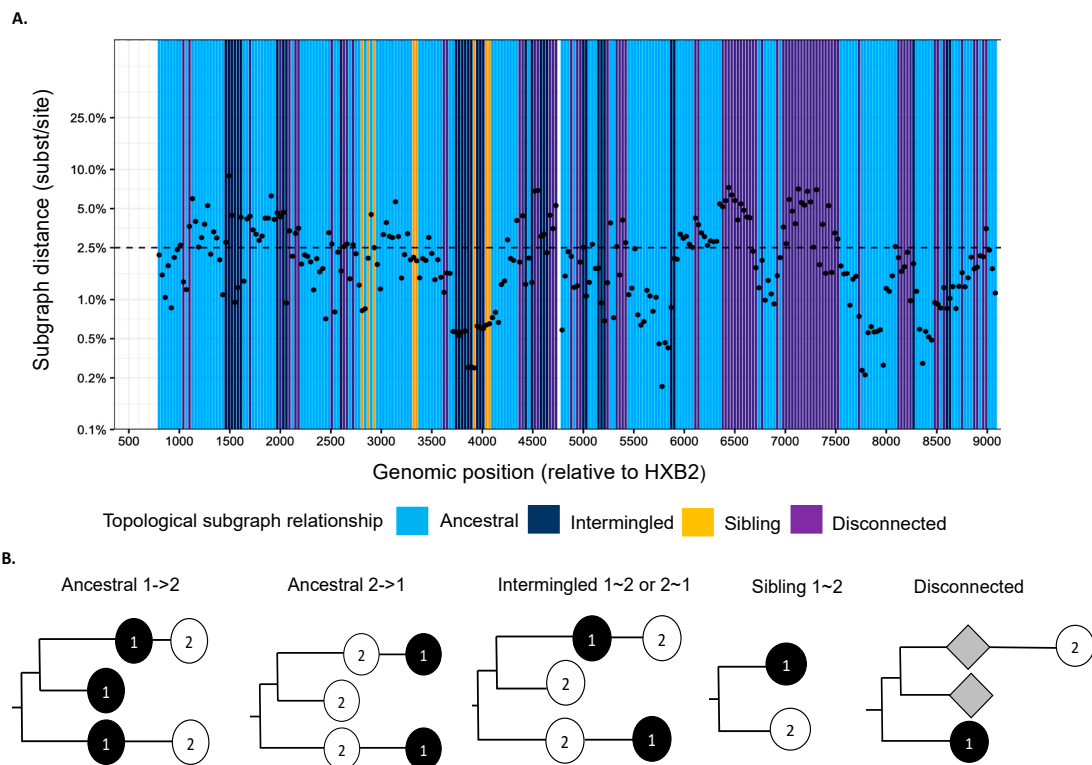 A.
Subgraph distance (subst/site)
25.0%
10.0%
5.0%
2.5%
1.0%
0.5%
0.2%
0.1%
500 1000 1500 2000 2500 3000 3500 4000 4500 5000 5500 6000 6500 7000 7500 8000 8500 9000
Genomic position (relative to HXB2)
Topological subgraph relationship Ancestral Intermingled Sibling Disconnected
B.
Ancestral 1->2 Ancestral 2->1 Intermingled 1~2 or 2~1 Sibling 1~2 Disconnected
1 2 2 1 1 2 1 2
1 2 2
1 2 2 1 2 1 2 1